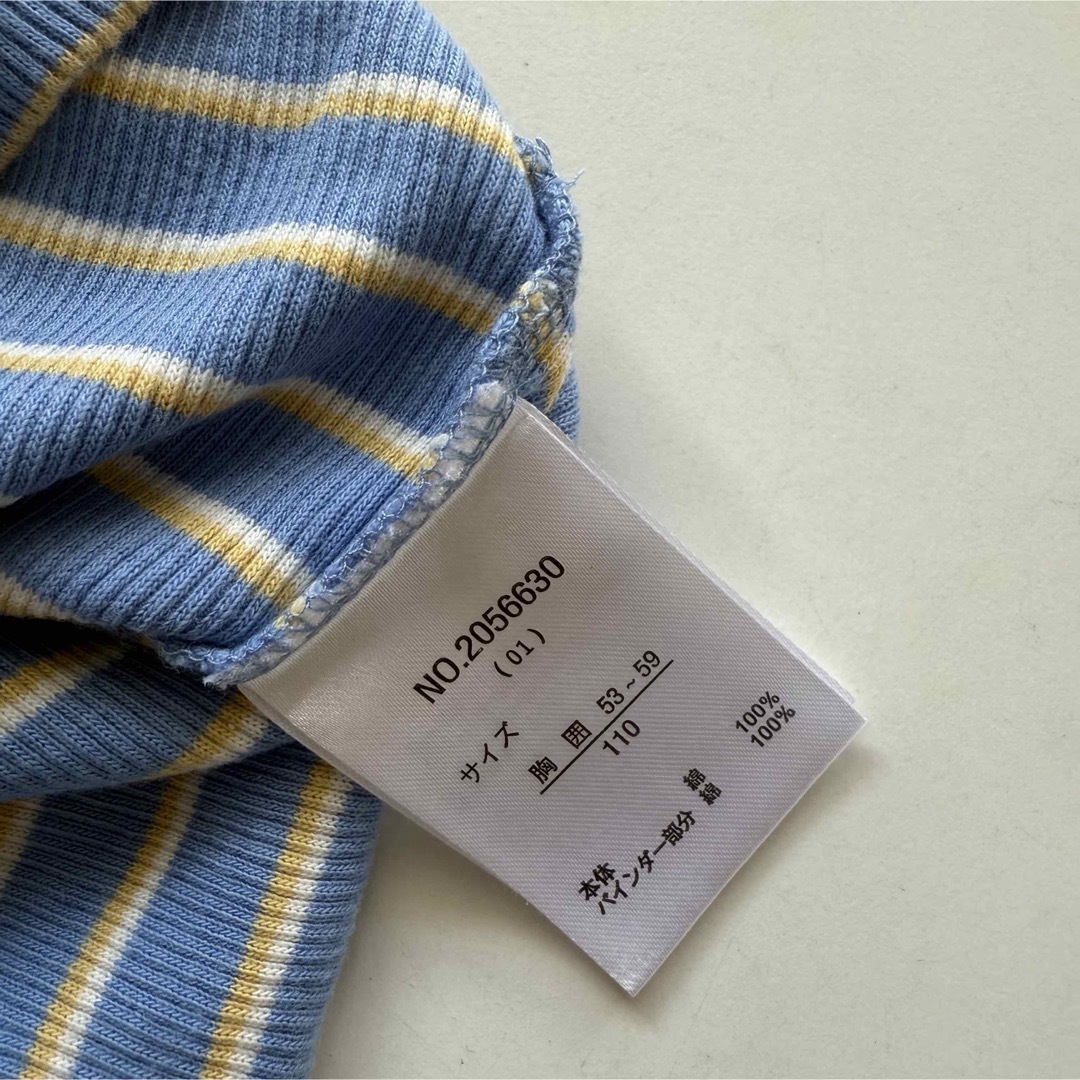 NO.2056630
(01)
サイズ
胸 囲 53~59
110
本体 綿 100%
バインダー部分 綿 100%